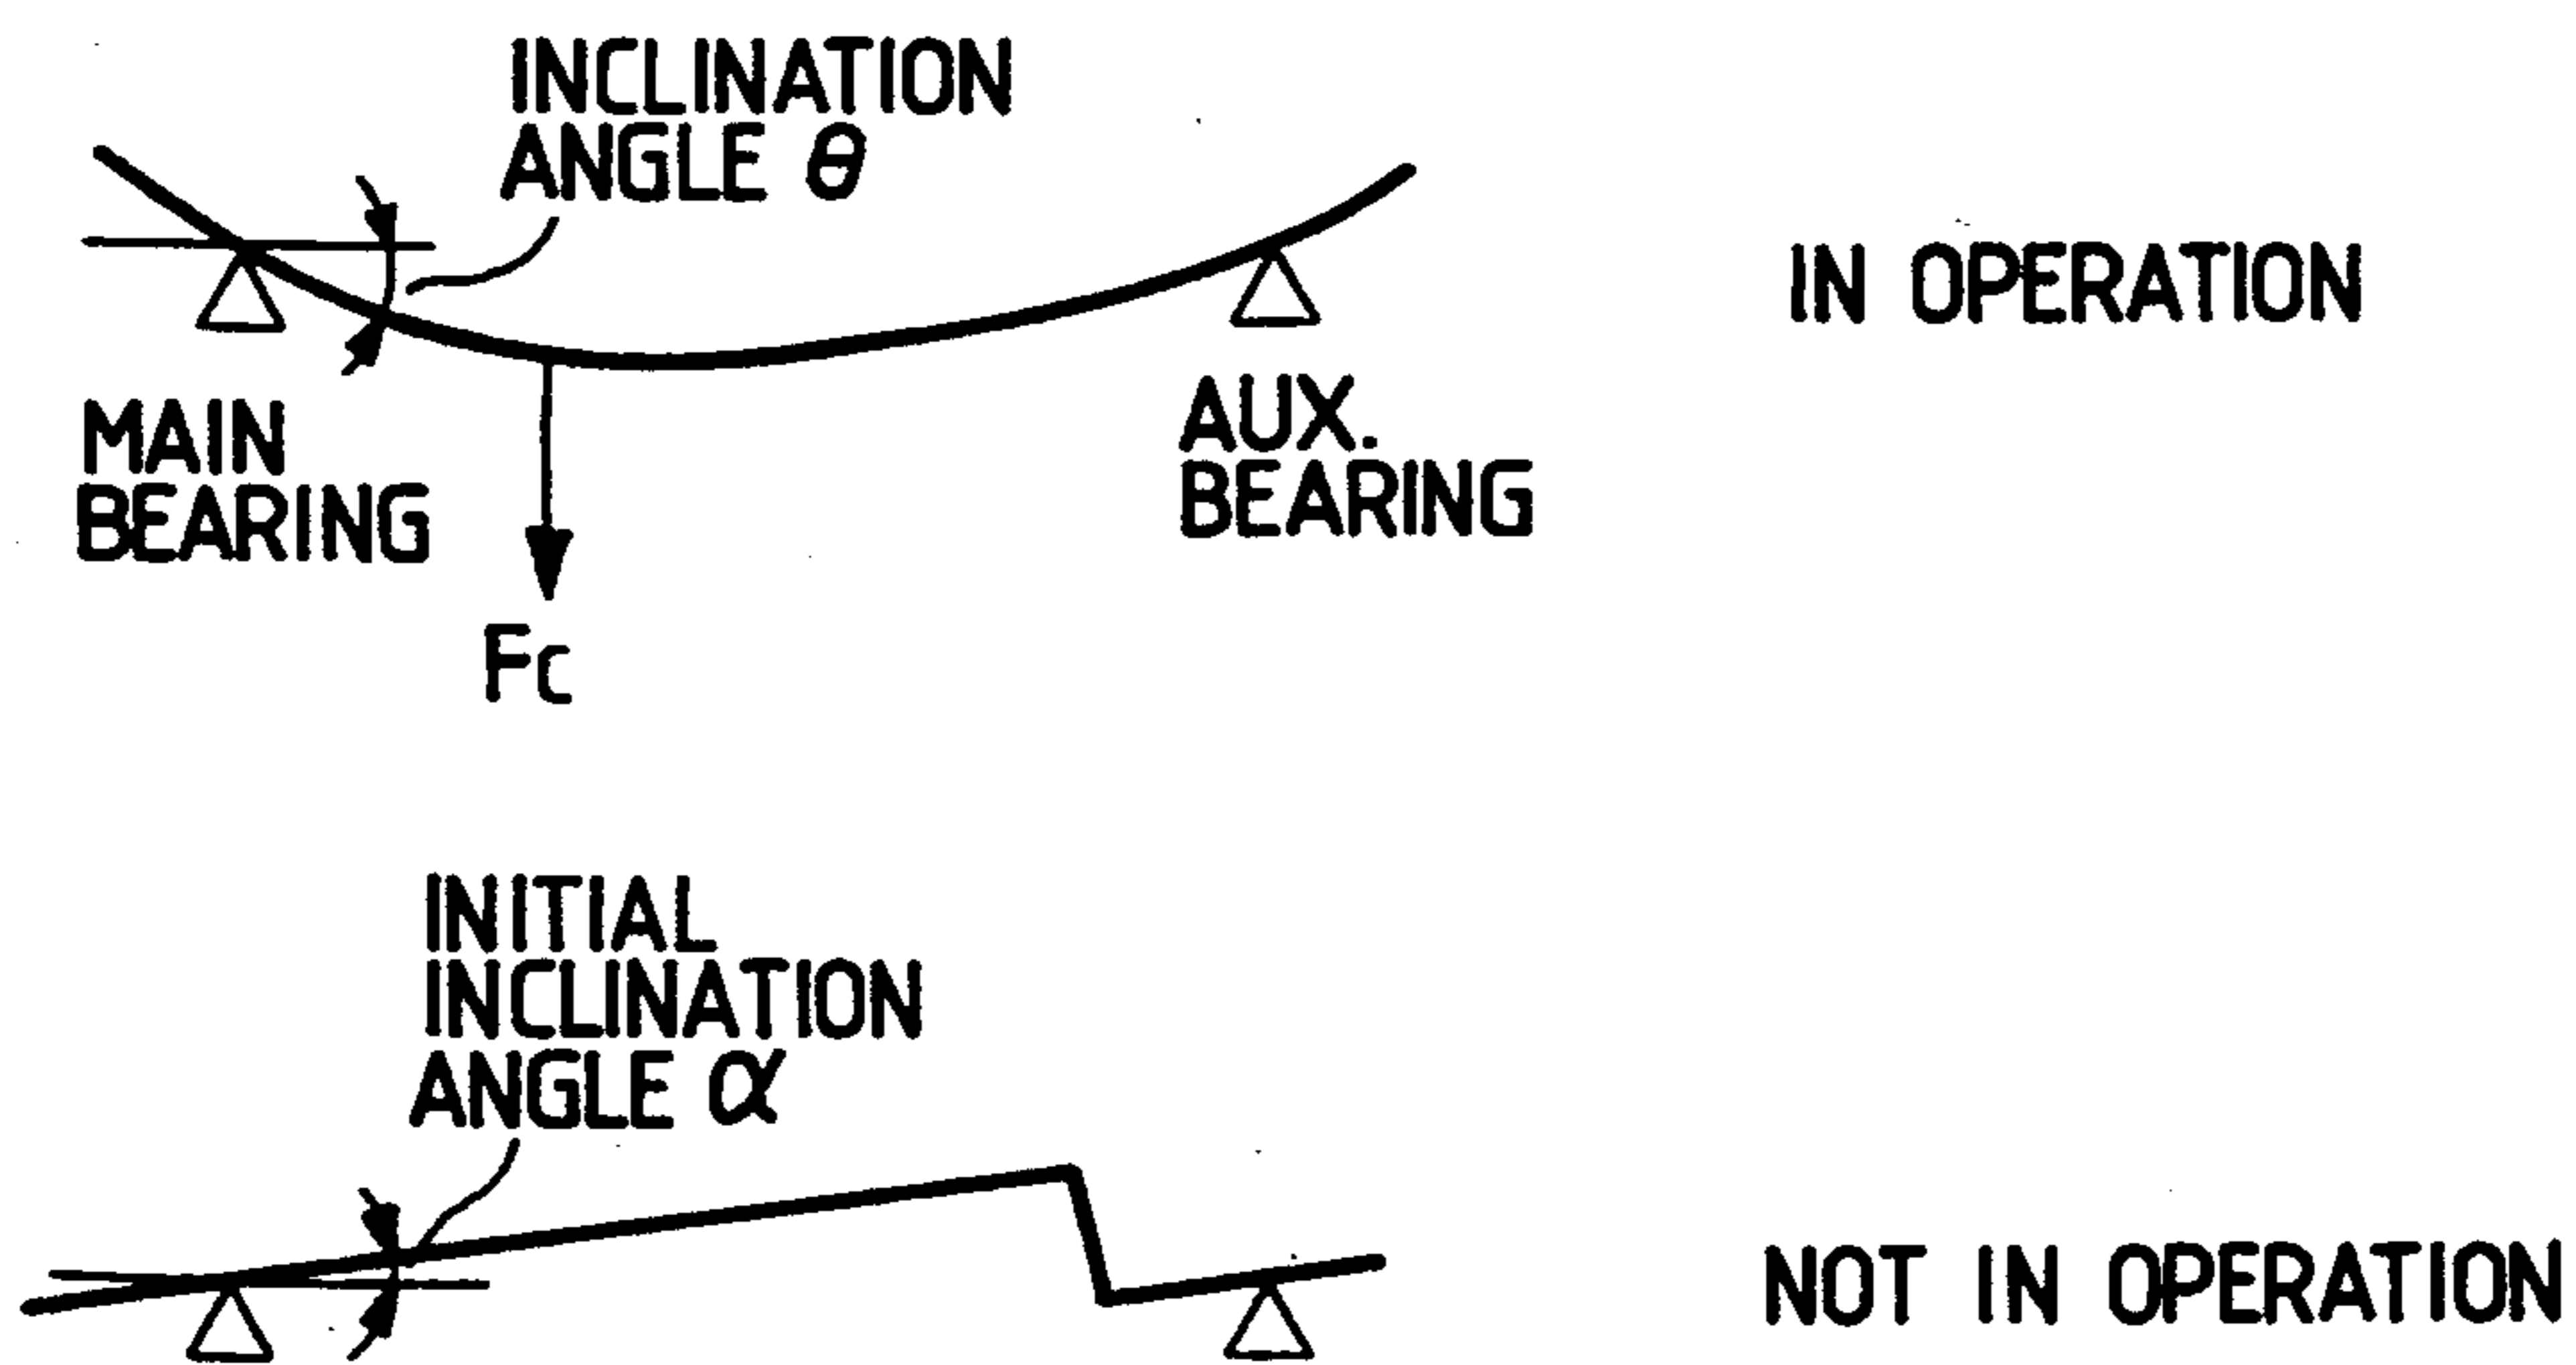 INCLINATION
ANGLE θ
IN OPERATION
MAIN
BEARING
AUX.
BEARING
Fc
INITIAL
INCLINATION
ANGLE α
NOT IN OPERATION